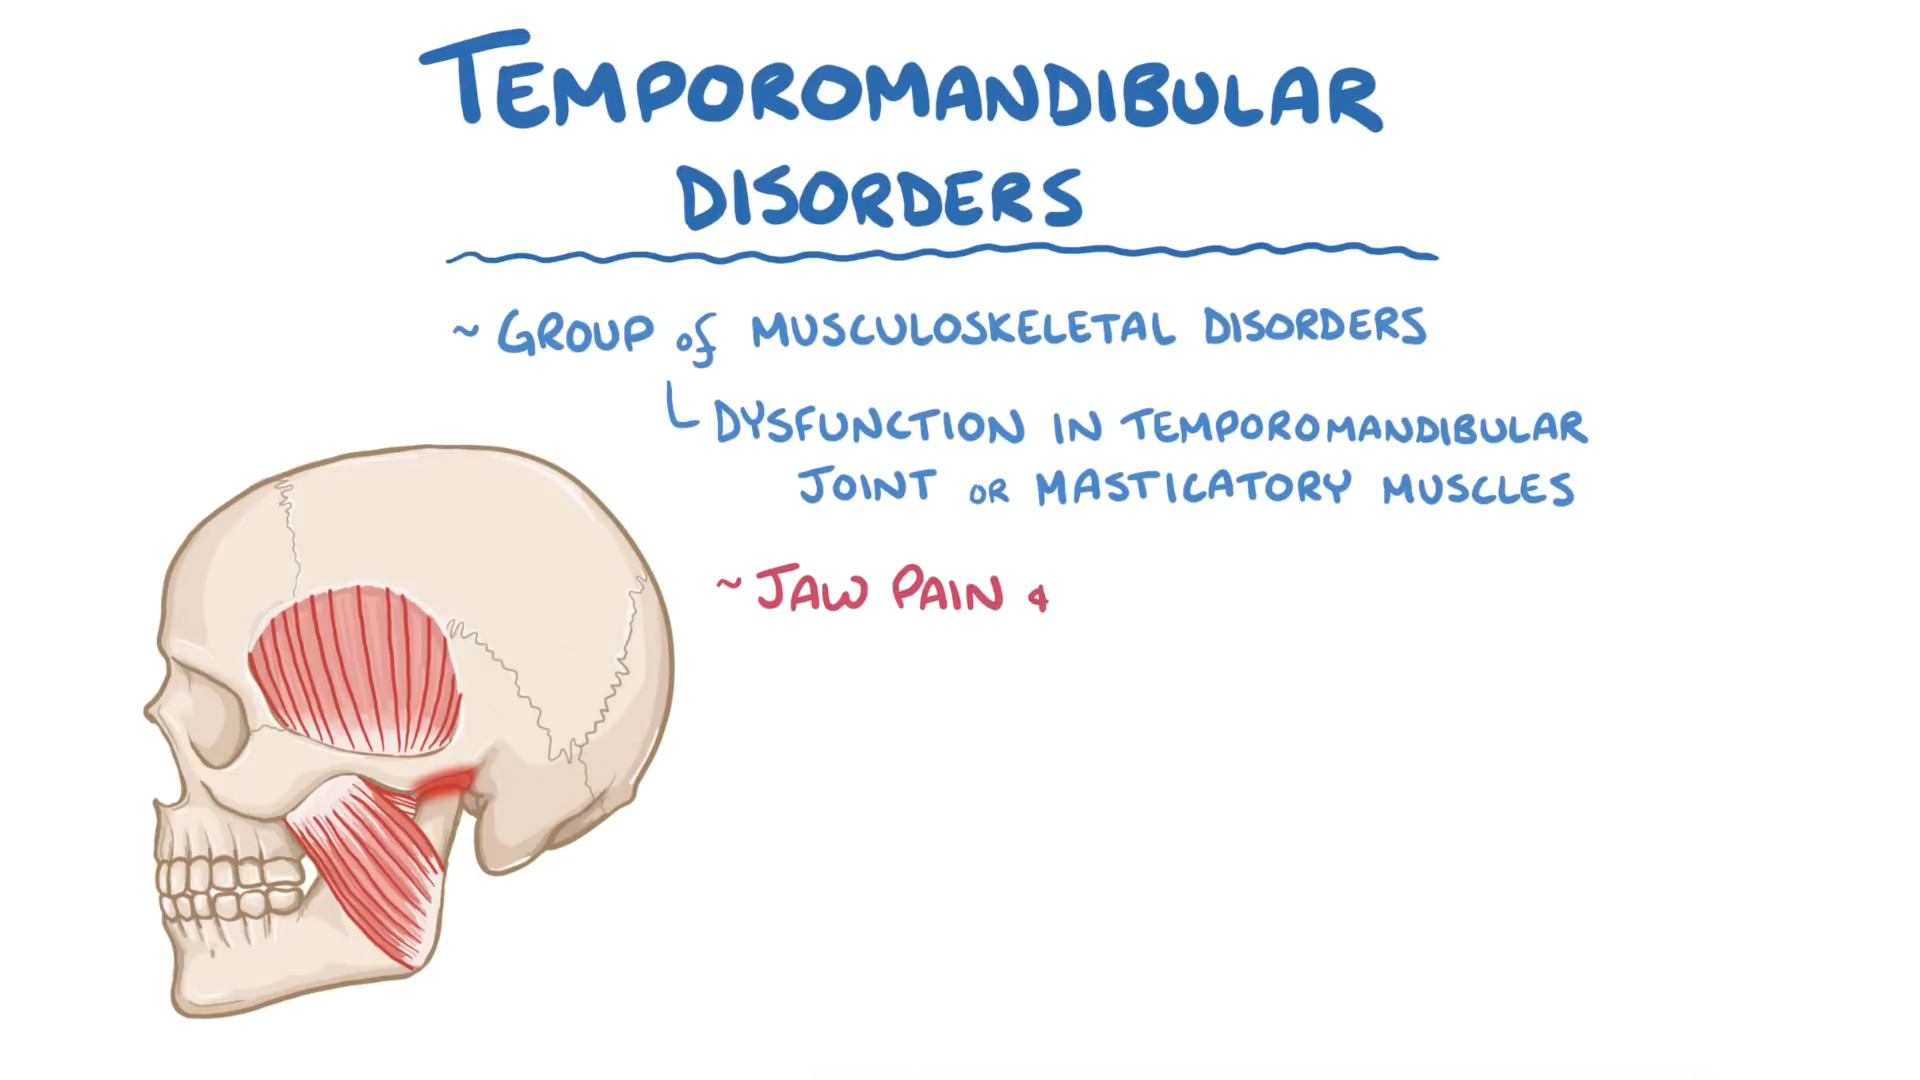 TEMPOROMANDIBULAR
DISORDERS
~ GROUP of MUSCULOSKELETAL DISORDERS
DYSFUNCTION IN TEMPOROMANDIBULAR
JOINT OR MASTICATORY MUSCLES
~ JAW PAIN &